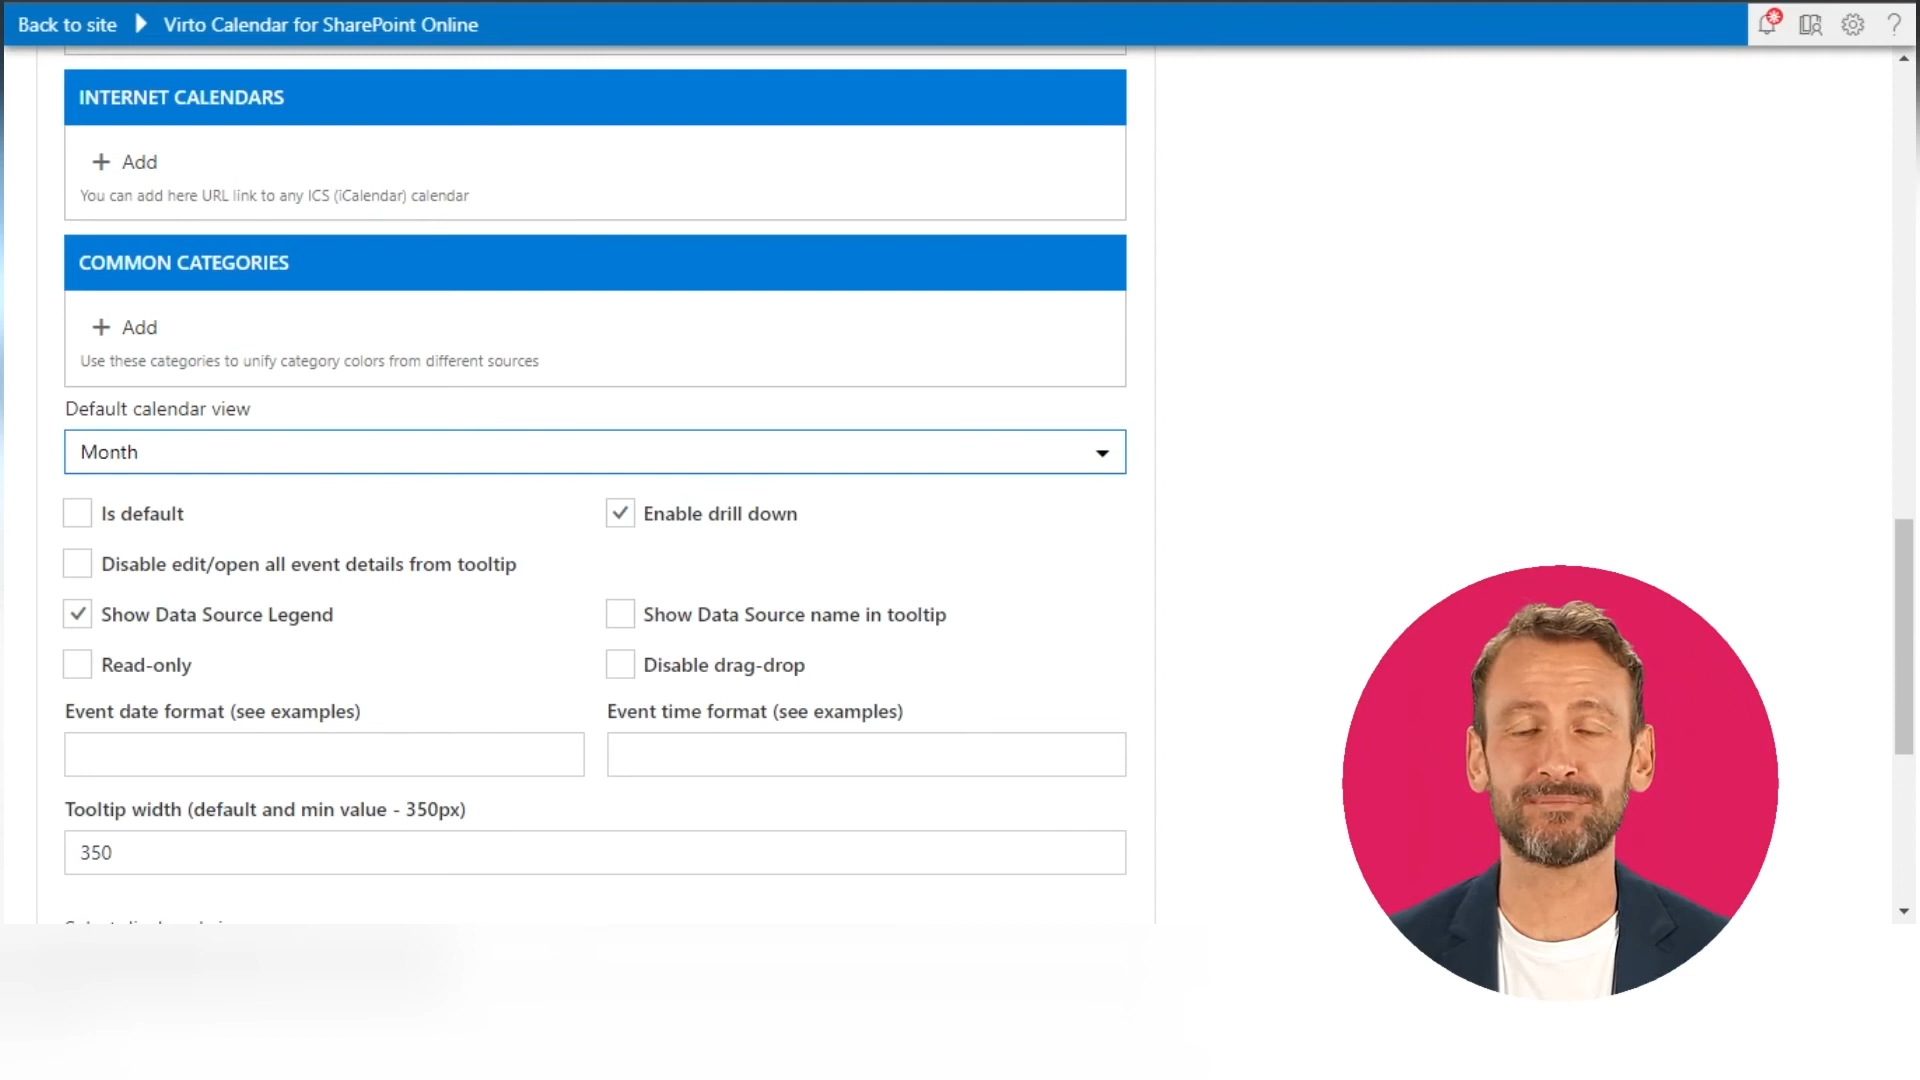 Back to site Virto Calendar for SharePoint Online ?
INTERNET CALENDARS
+ Add
You can add here URL link to any ICS (iCalendar) calendar
COMMON CATEGORIES
+ Add
Use these categories to unify category colors from different sources
Default calendar view
Month
Is default Enable drill down
Disable edit/open all event details from tooltip
Show Data Source Legend Show Data Source name in tooltip
Read-only Disable drag-drop
Event date format (see examples) Event time format (see examples)
Tooltip width (default and min value - 350px)
350